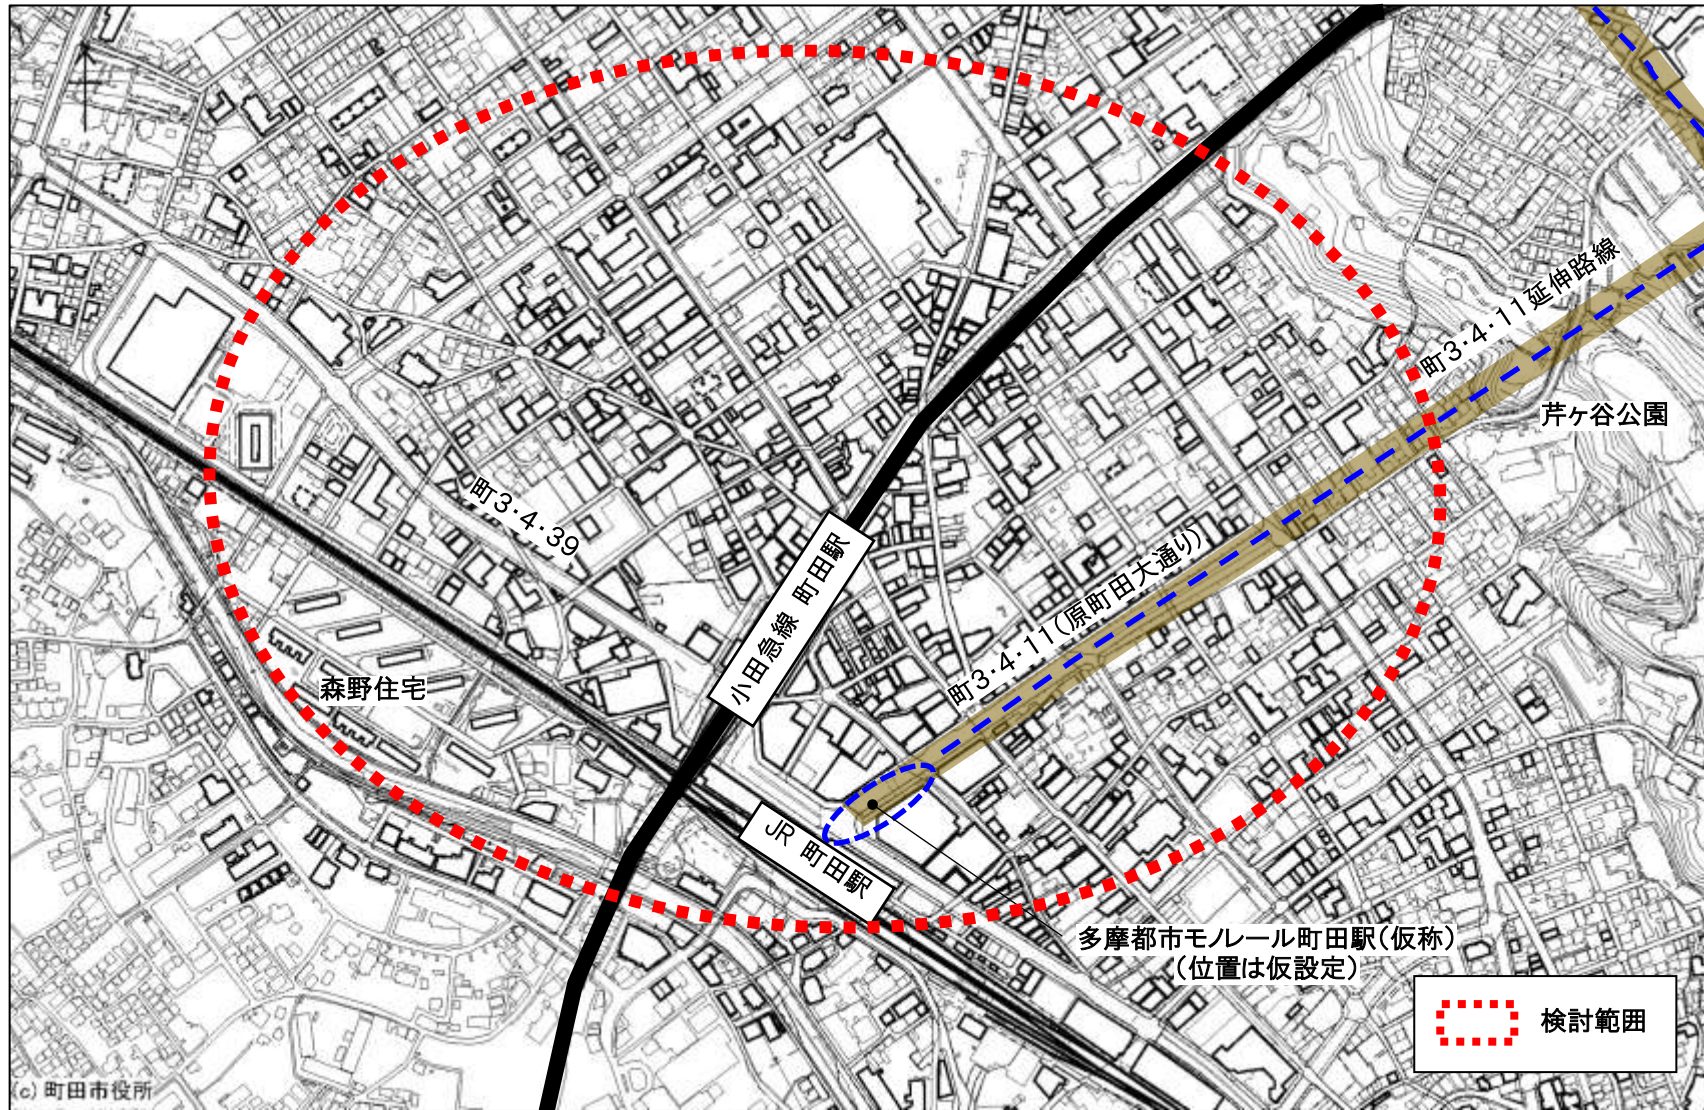 町3・4・11延伸路線
芹ヶ谷公園
町3・4・39
小田急線 町田駅
町3・4・11(原町田大通り)
森野住宅
JR 町田駅
多摩都市モノレール町田駅(仮称)
(位置は仮設定)
検討範囲
(c) 町田市役所